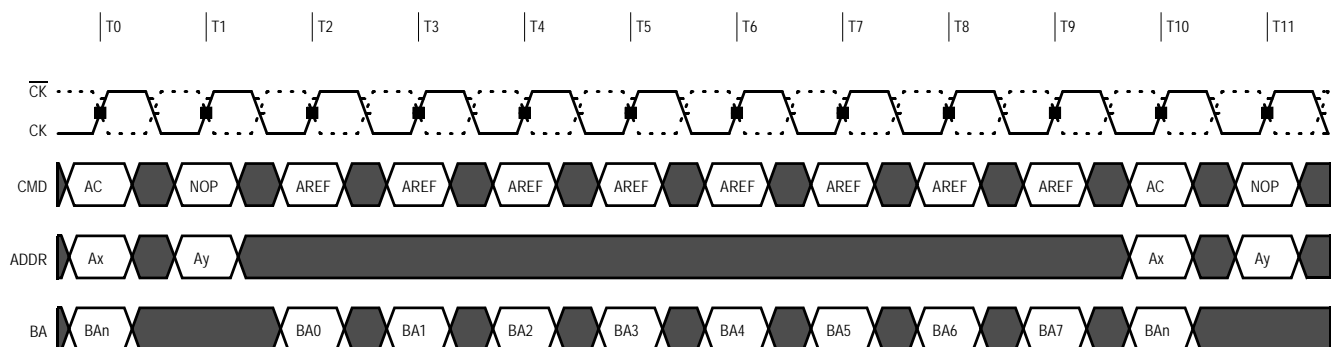 T0 T1 T2 T3 T4 T5 T6 T7 T8 T9 T10 T11
CK
CK
CMD AC NOP AREF AREF AREF AREF AREF AREF AREF AREF AC NOP
ADDR Ax Ay Ax Ay
BA BAn BA0 BA1 BA2 BA3 BA4 BA5 BA6 BA7 BAn